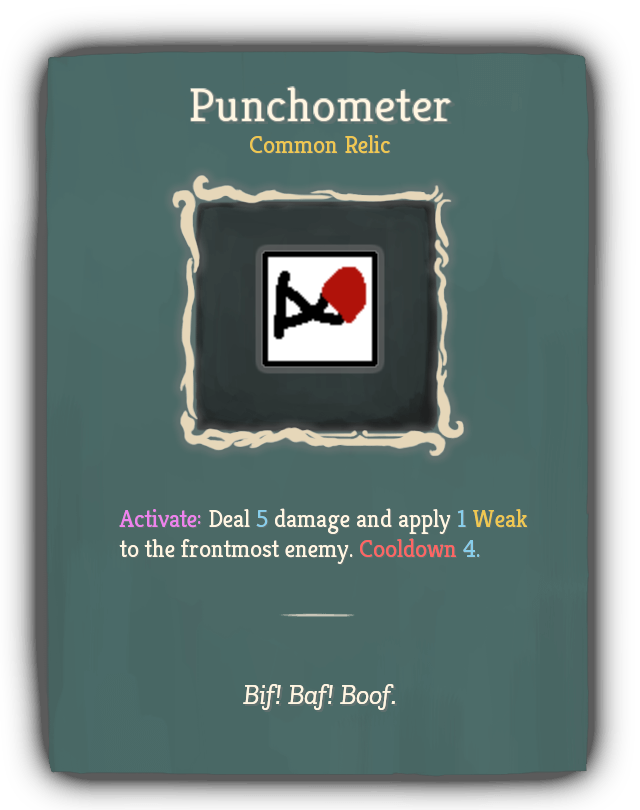 Punchometer
Common Relic
Activate: Deal 5 damage and apply 1 Weak
to the frontmost enemy. Cooldown 4.
Bif! Baf! Boof.